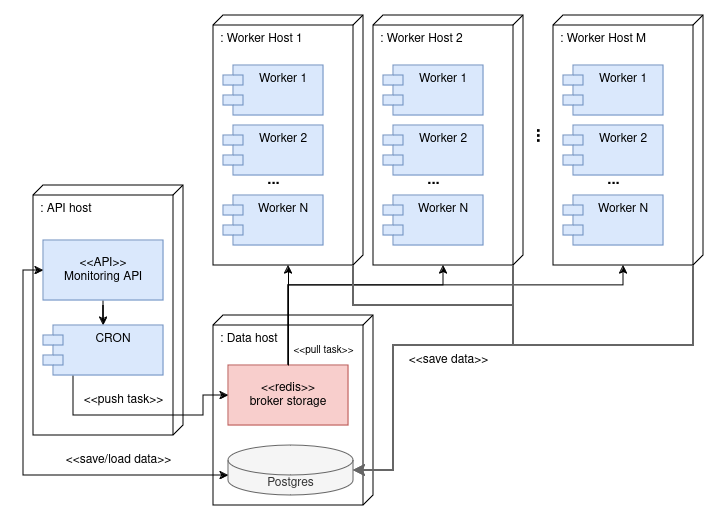 : Worker Host 1
Worker 1
Worker 2
...
Worker N
: Worker Host 2
Worker 1
Worker 2
...
Worker N
...
: Worker Host M
Worker 1
Worker 2
...
Worker N
: API host
<<API>>
Monitoring API
CRON
<<push task>>
<<save/load data>>
: Data host
<<pull task>>
<<redis>>
broker storage
Postgres
<<save data>>